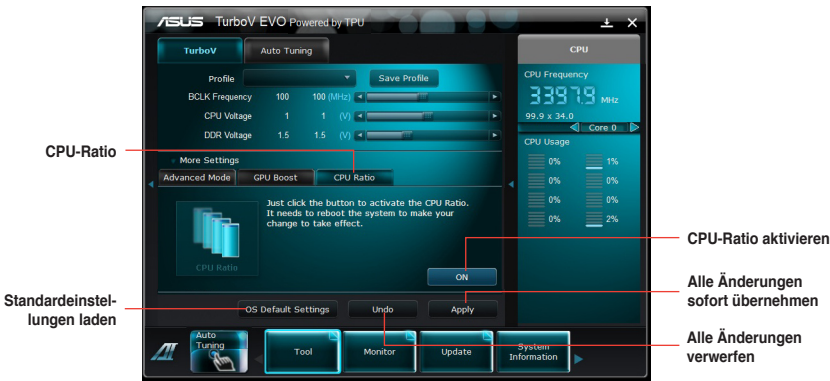 ASUS TurboV EVO Powered by TPU
TurboV
Auto Tuning
Profile
Save Profile
BCLK Frequency 100 100 (MHz)
CPU Voltage 1 1 (V)
DDR Voltage 1.5 1.5 (V)
More Settings
Advanced Mode
GPU Boost
CPU Ratio
Just click the button to activate the CPU Ratio.
It needs to reboot the system to make your
change to take effect.
CPU Ratio
ON
OS Default Settings
Undo
Apply
CPU
CPU Frequency
3397.9 MHz
99.9 x 34.0
Core 0
CPU Usage
0% 1%
0% 0%
0% 0%
0% 2%
Auto
Tuning
Tool
Monitor
Update
System
Information
CPU-Ratio
Standardeinstel-
lungen laden
CPU-Ratio aktivieren
Alle Änderungen
sofort übernehmen
Alle Änderungen
verwerfen